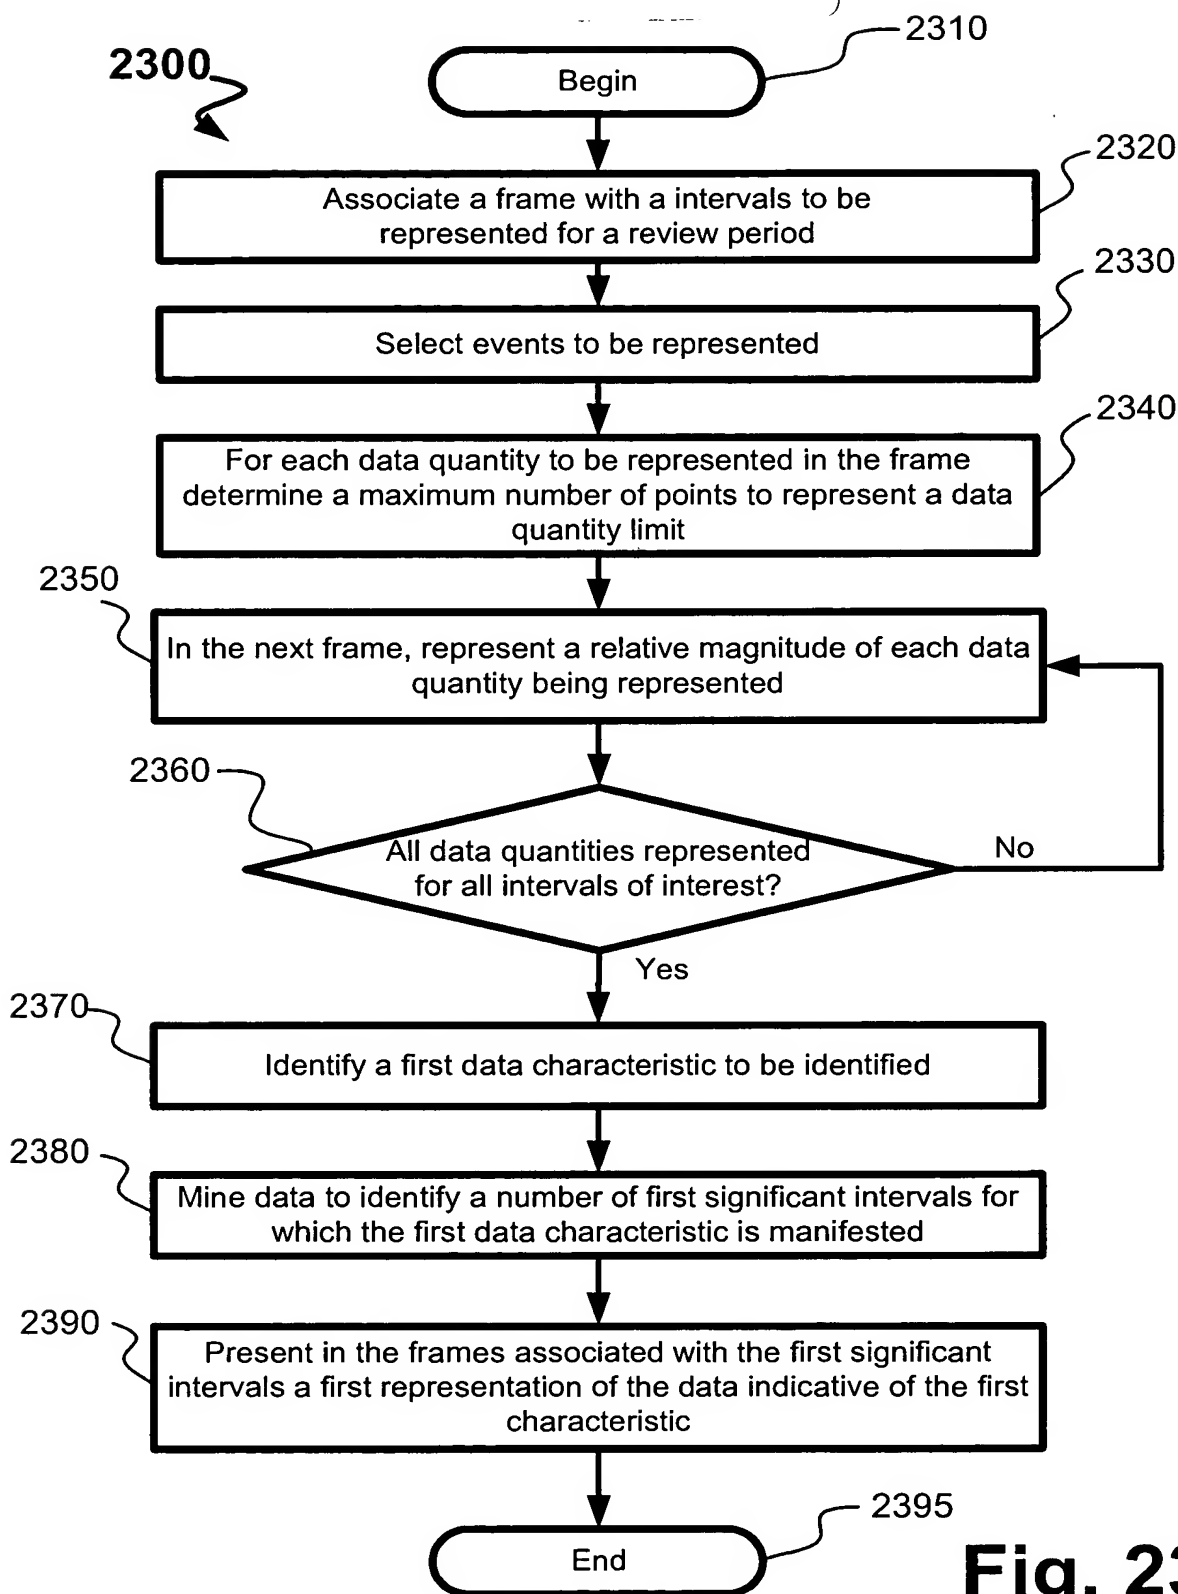 2310
2300
Begin
2320
Associate a frame with a intervals to be
represented for a review period
2330
Select events to be represented
2340
For each data quantity to be represented in the frame
determine a maximum number of points to represent a data
quantity limit
2350
In the next frame, represent a relative magnitude of each data
quantity being represented
2360
All data quantities represented
for all intervals of interest?
No
Yes
2370
Identify a first data characteristic to be identified
2380
Mine data to identify a number of first significant intervals for
which the first data characteristic is manifested
2390
Present in the frames associated with the first significant
intervals a first representation of the data indicative of the first
characteristic
2395
End
Fig. 23